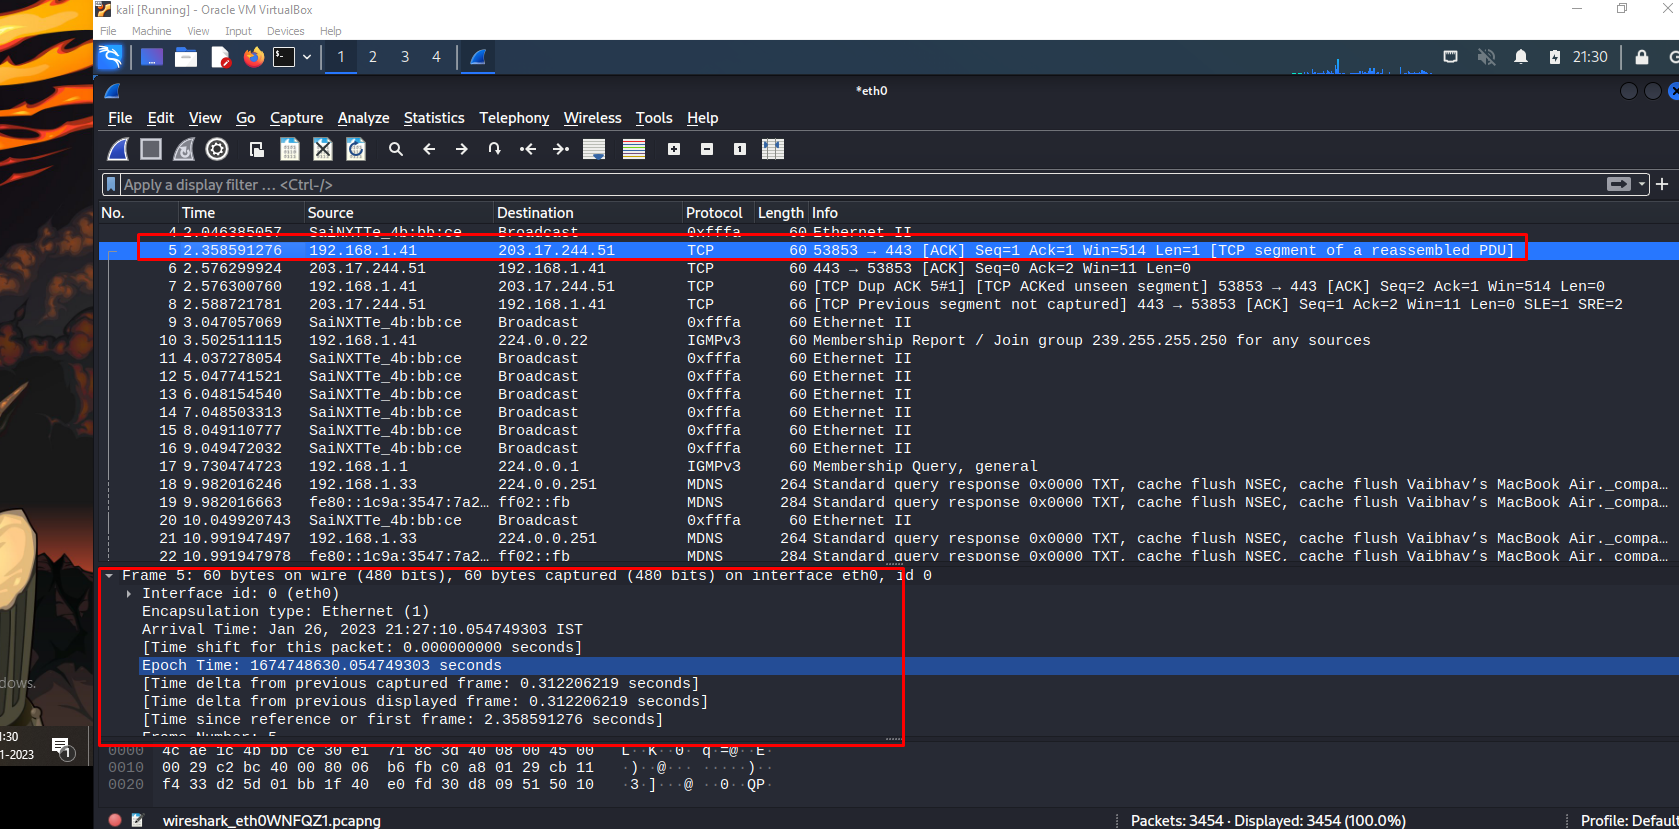 kali [Running] - Oracle VM VirtualBox
File Machine View Input Devices Help
1 2 3 4 21:30
*eth0
File Edit View Go Capture Analyze Statistics Telephony Wireless Tools Help
Apply a display filter … <Ctrl-/>
No. Time Source Destination Protocol Length Info
4 2.046385057 SaiNXTTe_4b:bb:ce Broadcast 0xfffa 60 Ethernet II
5 2.358591276 192.168.1.41 203.17.244.51 TCP 60 53853 → 443 [ACK] Seq=1 Ack=1 Win=514 Len=1 [TCP segment of a reassembled PDU]
6 2.576299924 203.17.244.51 192.168.1.41 TCP 60 443 → 53853 [ACK] Seq=0 Ack=2 Win=11 Len=0
7 2.576300760 192.168.1.41 203.17.244.51 TCP 60 [TCP Dup ACK 5#1] [TCP ACKed unseen segment] 53853 → 443 [ACK] Seq=2 Ack=1 Win=514 Len=0
8 2.588721781 203.17.244.51 192.168.1.41 TCP 66 [TCP Previous segment not captured] 443 → 53853 [ACK] Seq=1 Ack=2 Win=11 Len=0 SLE=1 SRE=2
9 3.047057069 SaiNXTTe_4b:bb:ce Broadcast 0xfffa 60 Ethernet II
10 3.502511115 192.168.1.41 224.0.0.22 IGMPv3 60 Membership Report / Join group 239.255.255.250 for any sources
11 4.037278054 SaiNXTTe_4b:bb:ce Broadcast 0xfffa 60 Ethernet II
12 5.047741521 SaiNXTTe_4b:bb:ce Broadcast 0xfffa 60 Ethernet II
13 6.048154540 SaiNXTTe_4b:bb:ce Broadcast 0xfffa 60 Ethernet II
14 7.048503313 SaiNXTTe_4b:bb:ce Broadcast 0xfffa 60 Ethernet II
15 8.049110777 SaiNXTTe_4b:bb:ce Broadcast 0xfffa 60 Ethernet II
16 9.049472032 SaiNXTTe_4b:bb:ce Broadcast 0xfffa 60 Ethernet II
17 9.730474723 192.168.1.1 224.0.0.1 IGMPv3 60 Membership Query, general
18 9.982016246 192.168.1.33 224.0.0.251 MDNS 264 Standard query response 0x0000 TXT, cache flush NSEC, cache flush Vaibhav’s MacBook Air._compa…
19 9.982016663 fe80::1c9a:3547:7a2… ff02::fb MDNS 284 Standard query response 0x0000 TXT, cache flush NSEC, cache flush Vaibhav’s MacBook Air._compa…
20 10.049920743 SaiNXTTe_4b:bb:ce Broadcast 0xfffa 60 Ethernet II
21 10.991947497 192.168.1.33 224.0.0.251 MDNS 264 Standard query response 0x0000 TXT, cache flush NSEC, cache flush Vaibhav’s MacBook Air._compa…
22 10.991947978 fe80::1c9a:3547:7a2… ff02::fb MDNS 284 Standard query response 0x0000 TXT, cache flush NSEC, cache flush Vaibhav’s MacBook Air._compa…
Frame 5: 60 bytes on wire (480 bits), 60 bytes captured (480 bits) on interface eth0, id 0
Interface id: 0 (eth0)
Encapsulation type: Ethernet (1)
Arrival Time: Jan 26, 2023 21:27:10.054749303 IST
[Time shift for this packet: 0.000000000 seconds]
Epoch Time: 1674748630.054749303 seconds
[Time delta from previous captured frame: 0.312206219 seconds]
[Time delta from previous displayed frame: 0.312206219 seconds]
[Time since reference or first frame: 2.358591276 seconds]
Frame Number: 5
0000 4c ae 1c 4b bb ce 30 e1 71 8c 3d 40 08 00 45 00 L··K··0· q·=@··E·
0010 00 29 c2 bc 40 00 80 06 b6 fb c0 a8 01 29 cb 11 ·)··@··· ·····)··
0020 f4 33 d2 5d 01 bb 1f 40 e0 fd 30 d8 09 51 50 10 ·3·]···@ ··0··QP·
wireshark_eth0WNFQZ1.pcapng Packets: 3454 · Displayed: 3454 (100.0%) Profile: Default
dows.
:30
1-2023
1